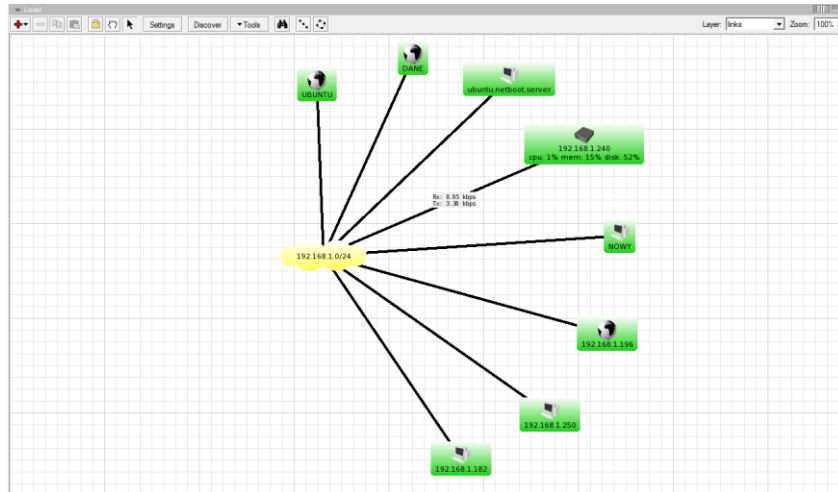 Local
Settings
Discover
Tools
Layer: links
Zoom: 100%
DANE
UBUNTU
ubuntu.netboot.server
192.168.1.240
cpu: 1% mem: 15% disk: 52%
Rx: 8.95 kbps
Tx: 3.36 kbps
NOWY
192.168.1.0/24
192.168.1.196
192.168.1.250
192.168.1.182